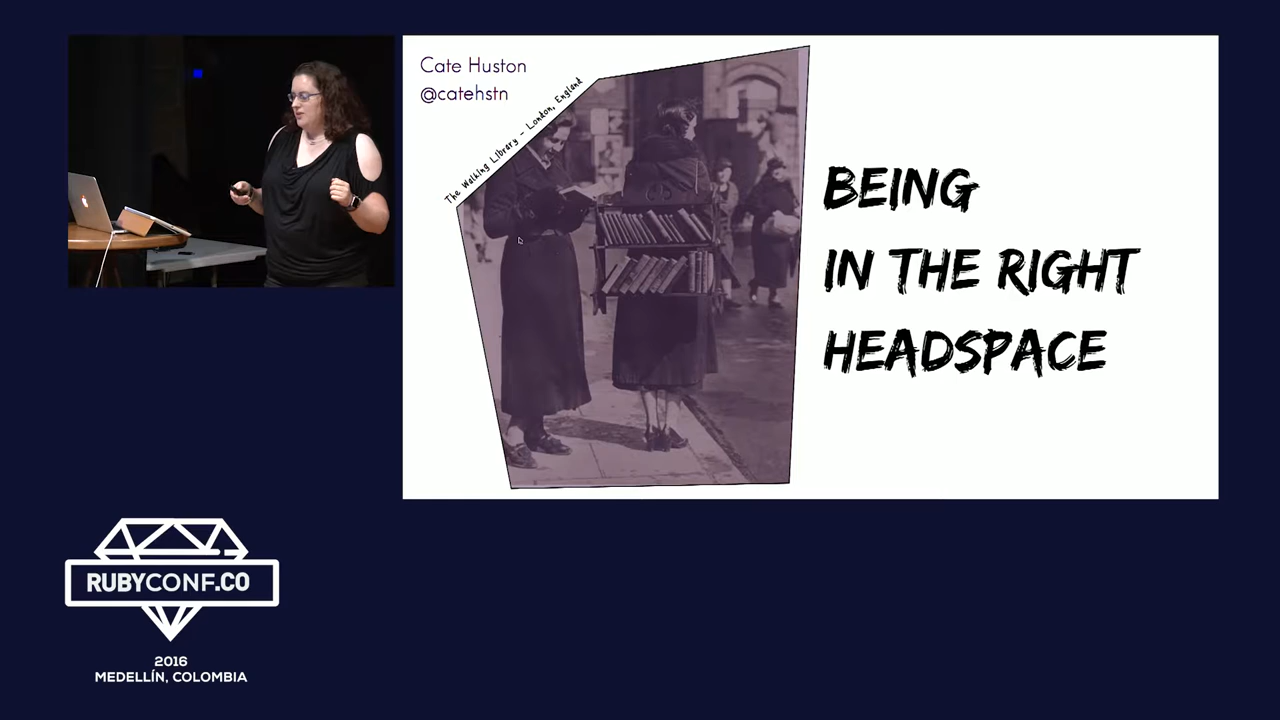 Cate Huston
@catehstn
The Walking Library - London, England
BEING
IN THE RIGHT
HEADSPACE
RUBYCONF.CO
2016
MEDELLÍN, COLOMBIA